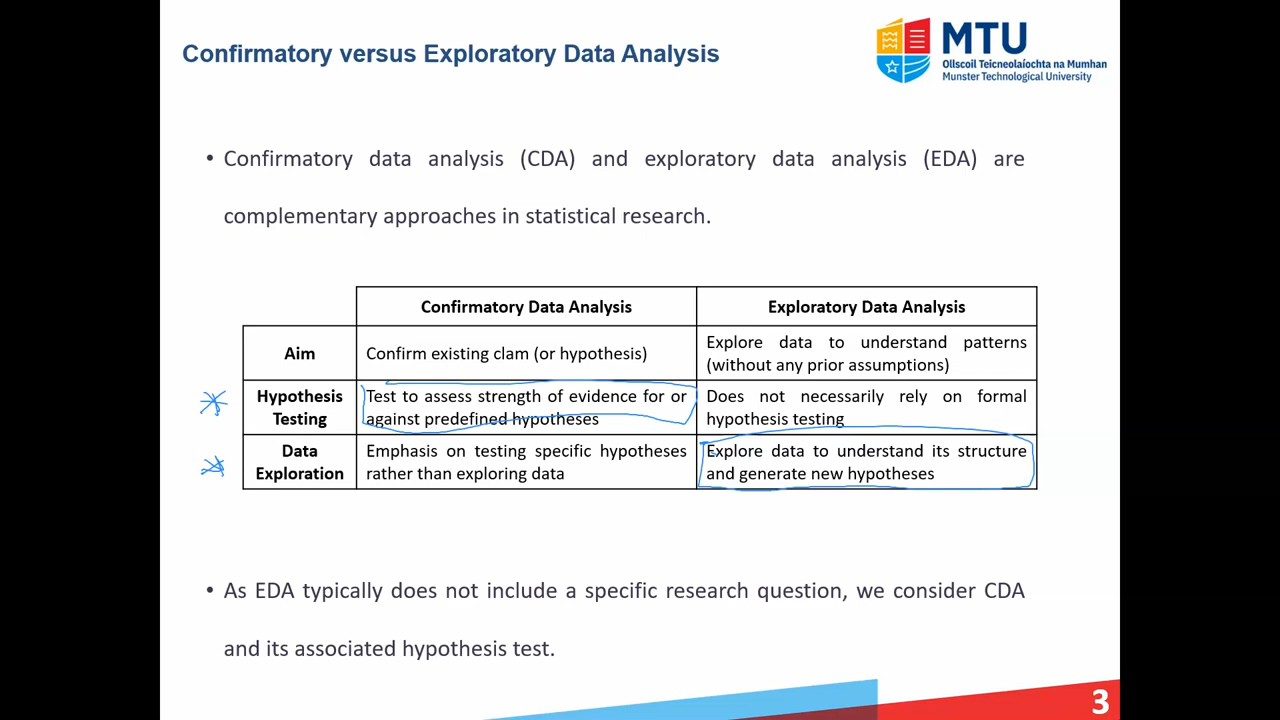 Confirmatory versus Exploratory Data Analysis
MTU
Ollscoil Teicneolaíochta na Mumhan
Munster Technological University
• Confirmatory data analysis (CDA) and exploratory data analysis (EDA) are
complementary approaches in statistical research.
Confirmatory Data Analysis
Exploratory Data Analysis
Aim
Confirm existing clam (or hypothesis)
Explore data to understand patterns
(without any prior assumptions)
Hypothesis
Testing
Test to assess strength of evidence for or
against predefined hypotheses
Does not necessarily rely on formal
hypothesis testing
Data
Exploration
Emphasis on testing specific hypotheses
rather than exploring data
Explore data to understand its structure
and generate new hypotheses
• As EDA typically does not include a specific research question, we consider CDA
and its associated hypothesis test.
3